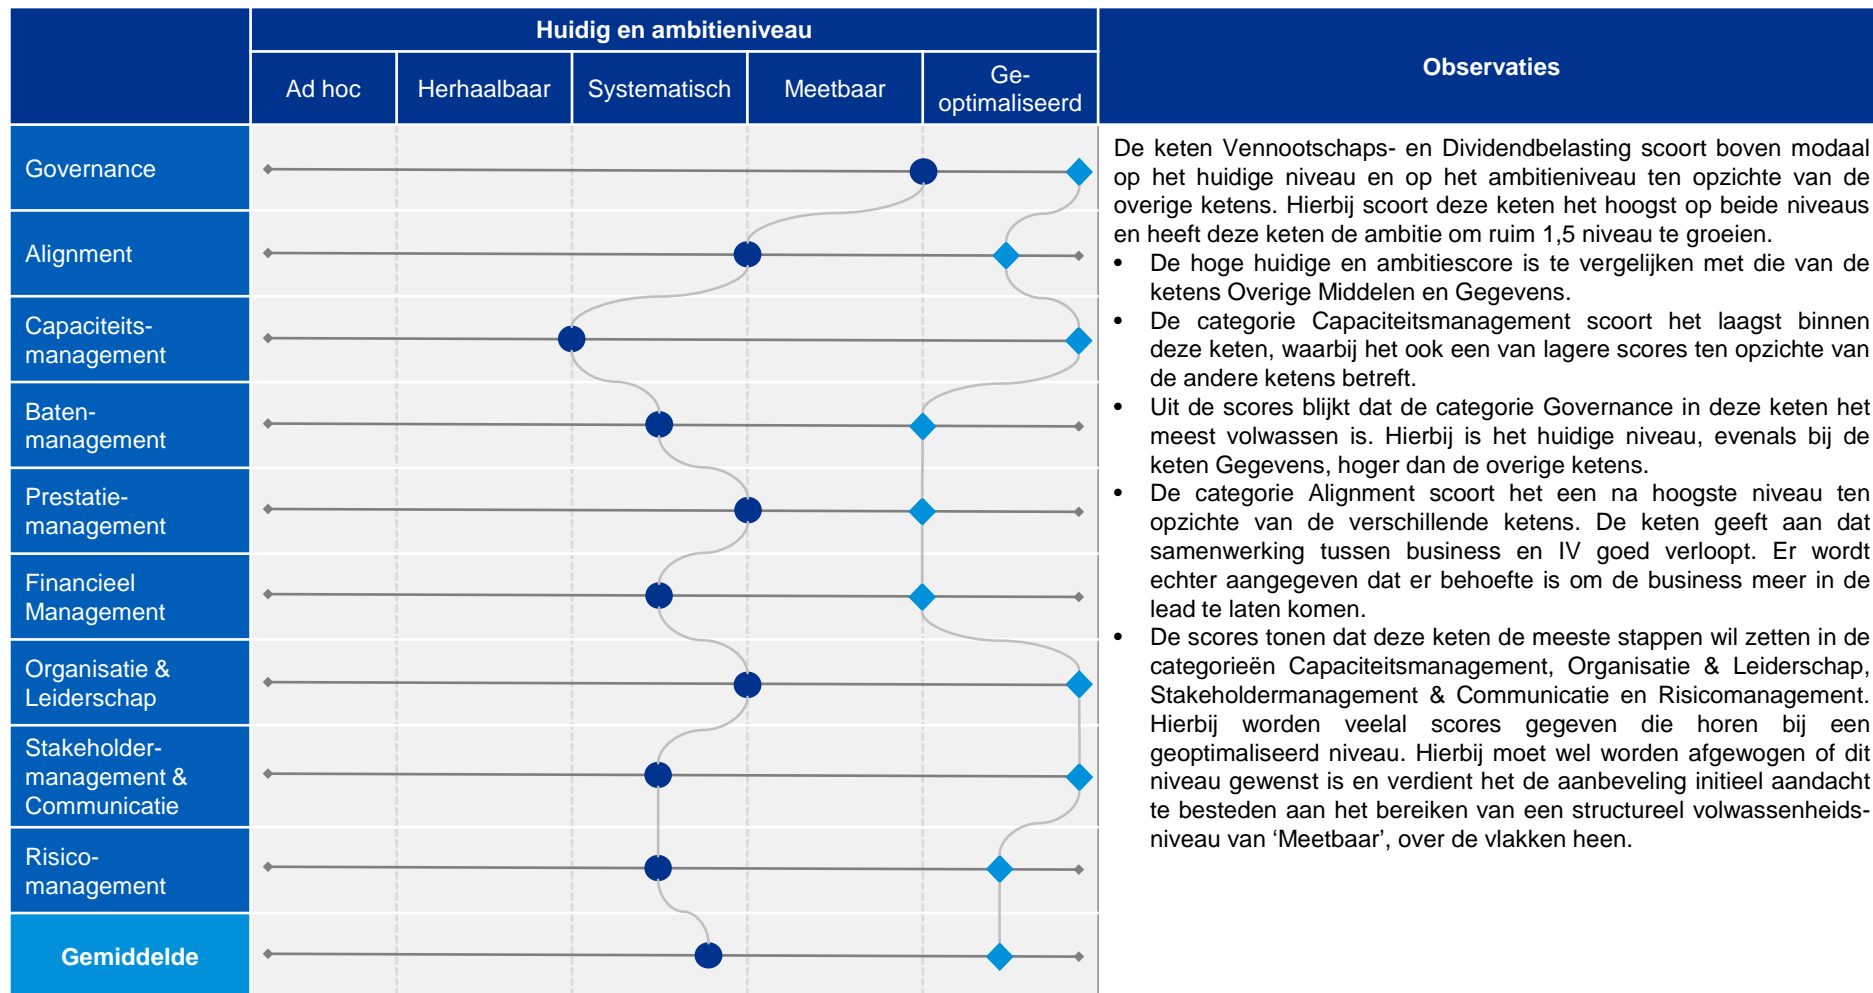 Huidig en ambitieniveau
Observaties
Ad hoc
Herhaalbaar
Systematisch
Meetbaar
Ge-
optimaliseerd
Governance
Alignment
Capaciteits-
management
Baten-
management
Prestatie-
management
Financieel
Management
Organisatie &
Leiderschap
Stakeholder-
management &
Communicatie
Risico-
management
Gemiddelde
De keten Vennootschaps- en Dividendbelasting scoort boven modaal
op het huidige niveau en op het ambitieniveau ten opzichte van de
overige ketens. Hierbij scoort deze keten het hoogst op beide niveaus
en heeft deze keten de ambitie om ruim 1,5 niveau te groeien.
• De hoge huidige en ambitiescore is te vergelijken met die van de
ketens Overige Middelen en Gegevens.
• De categorie Capaciteitsmanagement scoort het laagst binnen
deze keten, waarbij het ook een van lagere scores ten opzichte van
de andere ketens betreft.
• Uit de scores blijkt dat de categorie Governance in deze keten het
meest volwassen is. Hierbij is het huidige niveau, evenals bij de
keten Gegevens, hoger dan de overige ketens.
• De categorie Alignment scoort het een na hoogste niveau ten
opzichte van de verschillende ketens. De keten geeft aan dat
samenwerking tussen business en IV goed verloopt. Er wordt
echter aangegeven dat er behoefte is om de business meer in de
lead te laten komen.
• De scores tonen dat deze keten de meeste stappen wil zetten in de
categorieën Capaciteitsmanagement, Organisatie & Leiderschap,
Stakeholdermanagement & Communicatie en Risicomanagement.
Hierbij worden veelal scores gegeven die horen bij een
geoptimaliseerd niveau. Hierbij moet wel worden afgewogen of dit
niveau gewenst is en verdient het de aanbeveling initieel aandacht
te besteden aan het bereiken van een structureel volwassenheids-
niveau van ‘Meetbaar’, over de vlakken heen.